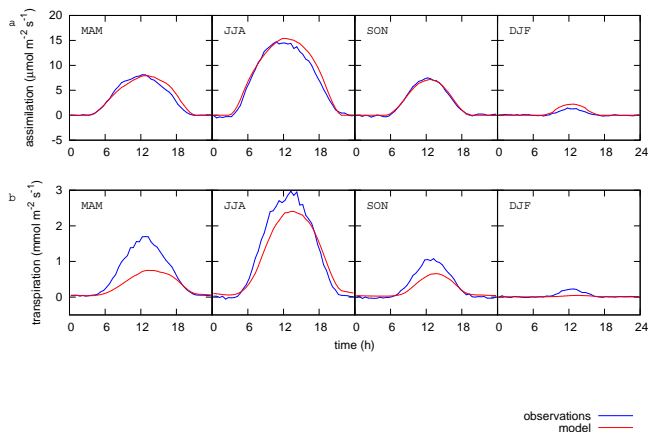 a)
MAM JJA SON DJF
assimilation (μmol m-2 s-1)
20
15
10
5
0
-5
0 6 12 18 0 6 12 18 0 6 12 18 0 6 12 18 24
b)
MAM JJA SON DJF
transpiration (mmol m-2 s-1)
3
2
1
0
0 6 12 18 0 6 12 18 0 6 12 18 0 6 12 18 24
time (h)
observations
model